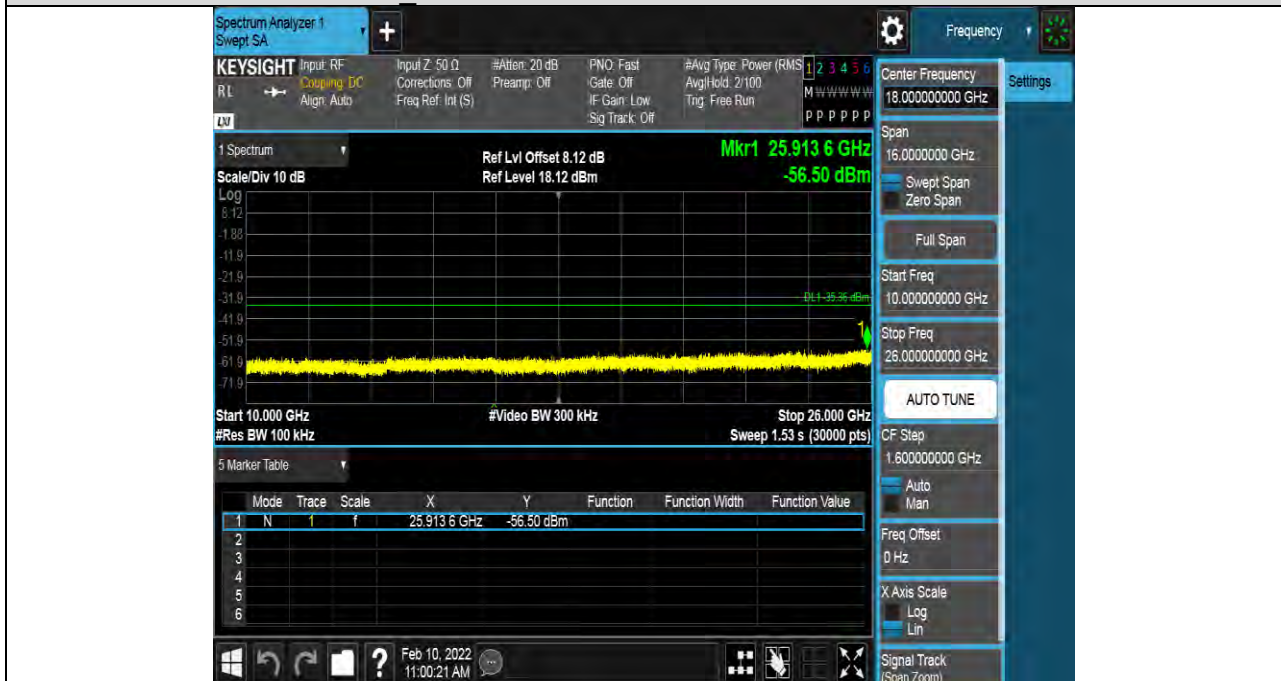 Spectrum Analyzer 1
Swept SA
+
Frequency
KEYSIGHT Input: RF Input Z: 50 Ω #Atten: 20 dB PNO: Fast #Avg Type: Power (RMS 1 2 3 4 5 6
RL Coupling: DC Corrections: Off Preamp: Off Gate: Off Avg|Hold: 2/100 M W W W W W
Align: Auto Freq Ref: Int (S) IF Gain: Low Trig: Free Run
LXI Sig Track: Off P P P P P P
1 Spectrum
Ref Lvl Offset 8.12 dB
Mkr1 25.913 6 GHz
Scale/Div 10 dB
Ref Level 18.12 dBm
-56.50 dBm
Log
8.12
-1.88
-11.9
-21.9
-31.9
DL1 -35.36 dBm
-41.9
1
-51.9
-61.9
-71.9
Start 10.000 GHz #Video BW 300 kHz Stop 26.000 GHz
#Res BW 100 kHz Sweep 1.53 s (30000 pts)
5 Marker Table
Mode Trace Scale X Y Function Function Width Function Value
1 N 1 f 25.913 6 GHz -56.50 dBm
2
3
4
5
6
?
Feb 10, 2022
11:00:21 AM
Center Frequency
18.000000000 GHz
Settings
Span
16.0000000 GHz
Swept Span
Zero Span
Full Span
Start Freq
10.000000000 GHz
Stop Freq
26.000000000 GHz
AUTO TUNE
CF Step
1.600000000 GHz
Auto
Man
Freq Offset
0 Hz
X Axis Scale
Log
Lin
Signal Track
(Span Zoom)